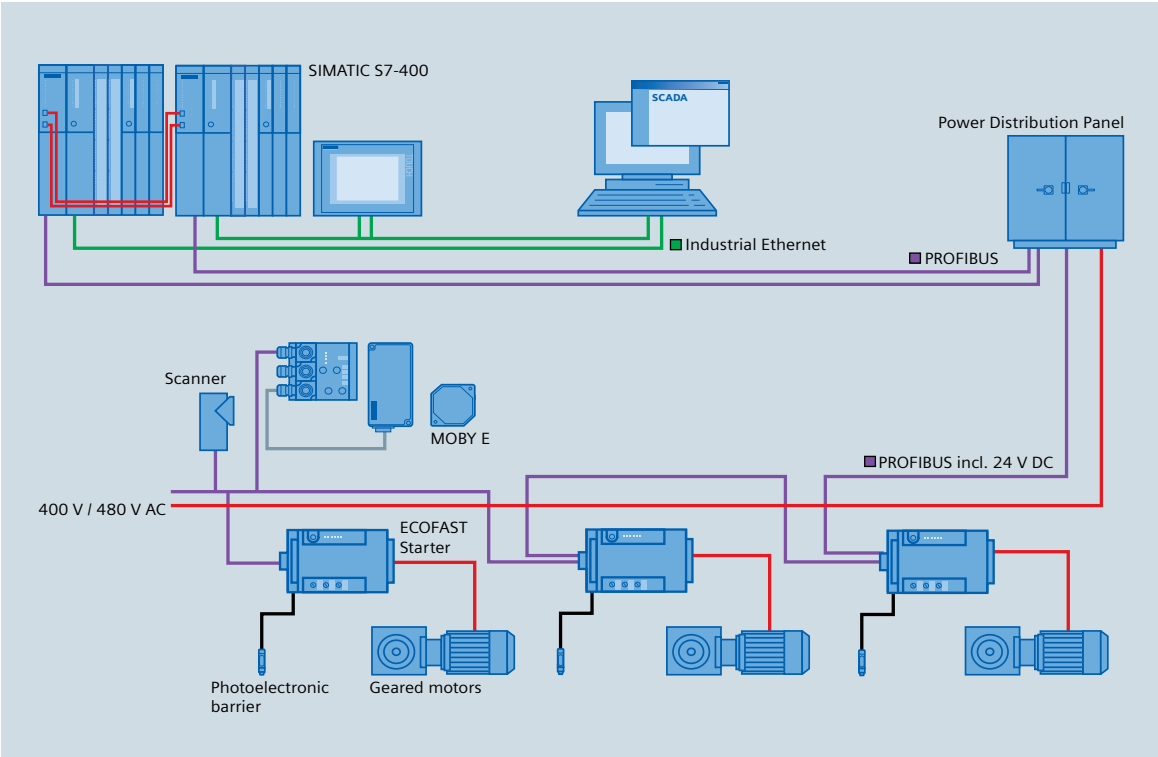 SIMATIC S7-400
SCADA
Power Distribution Panel
Industrial Ethernet
PROFIBUS
Scanner
MOBY E
PROFIBUS incl. 24 V DC
400 V / 480 V AC
ECOFAST
Starter
Photoelectronic
barrier
Geared motors